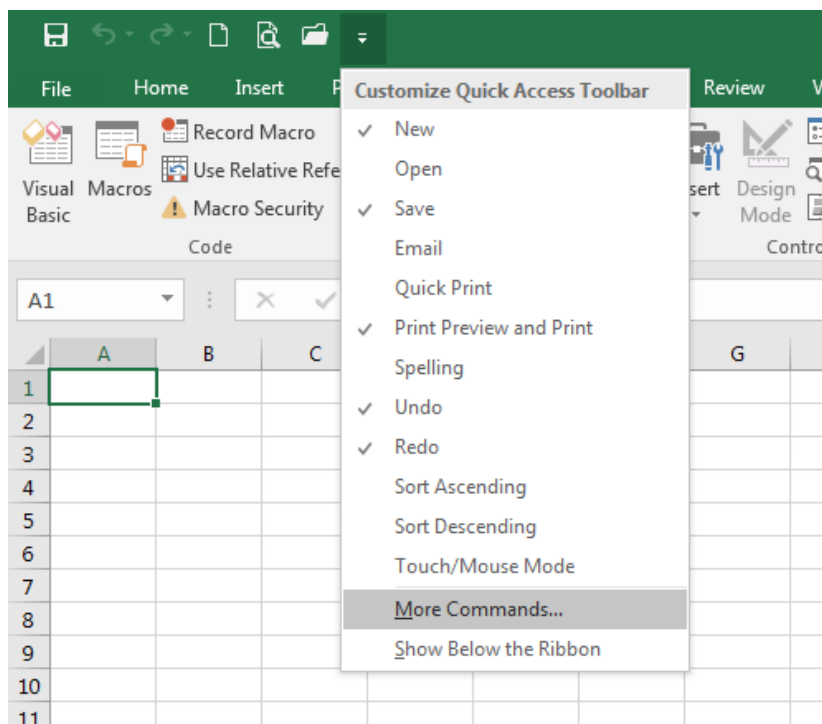 File Home Insert P Review V
Customize Quick Access Toolbar
New
Open
Save
Email
Quick Print
Print Preview and Print
Spelling
Undo
Redo
Sort Ascending
Sort Descending
Touch/Mouse Mode
More Commands...
Show Below the Ribbon
Visual
Basic
Macros
Record Macro
Use Relative Refe
Macro Security
Code
sert
Design
Mode
Contro
A1
A B C G
1
2
3
4
5
6
7
8
9
10
11